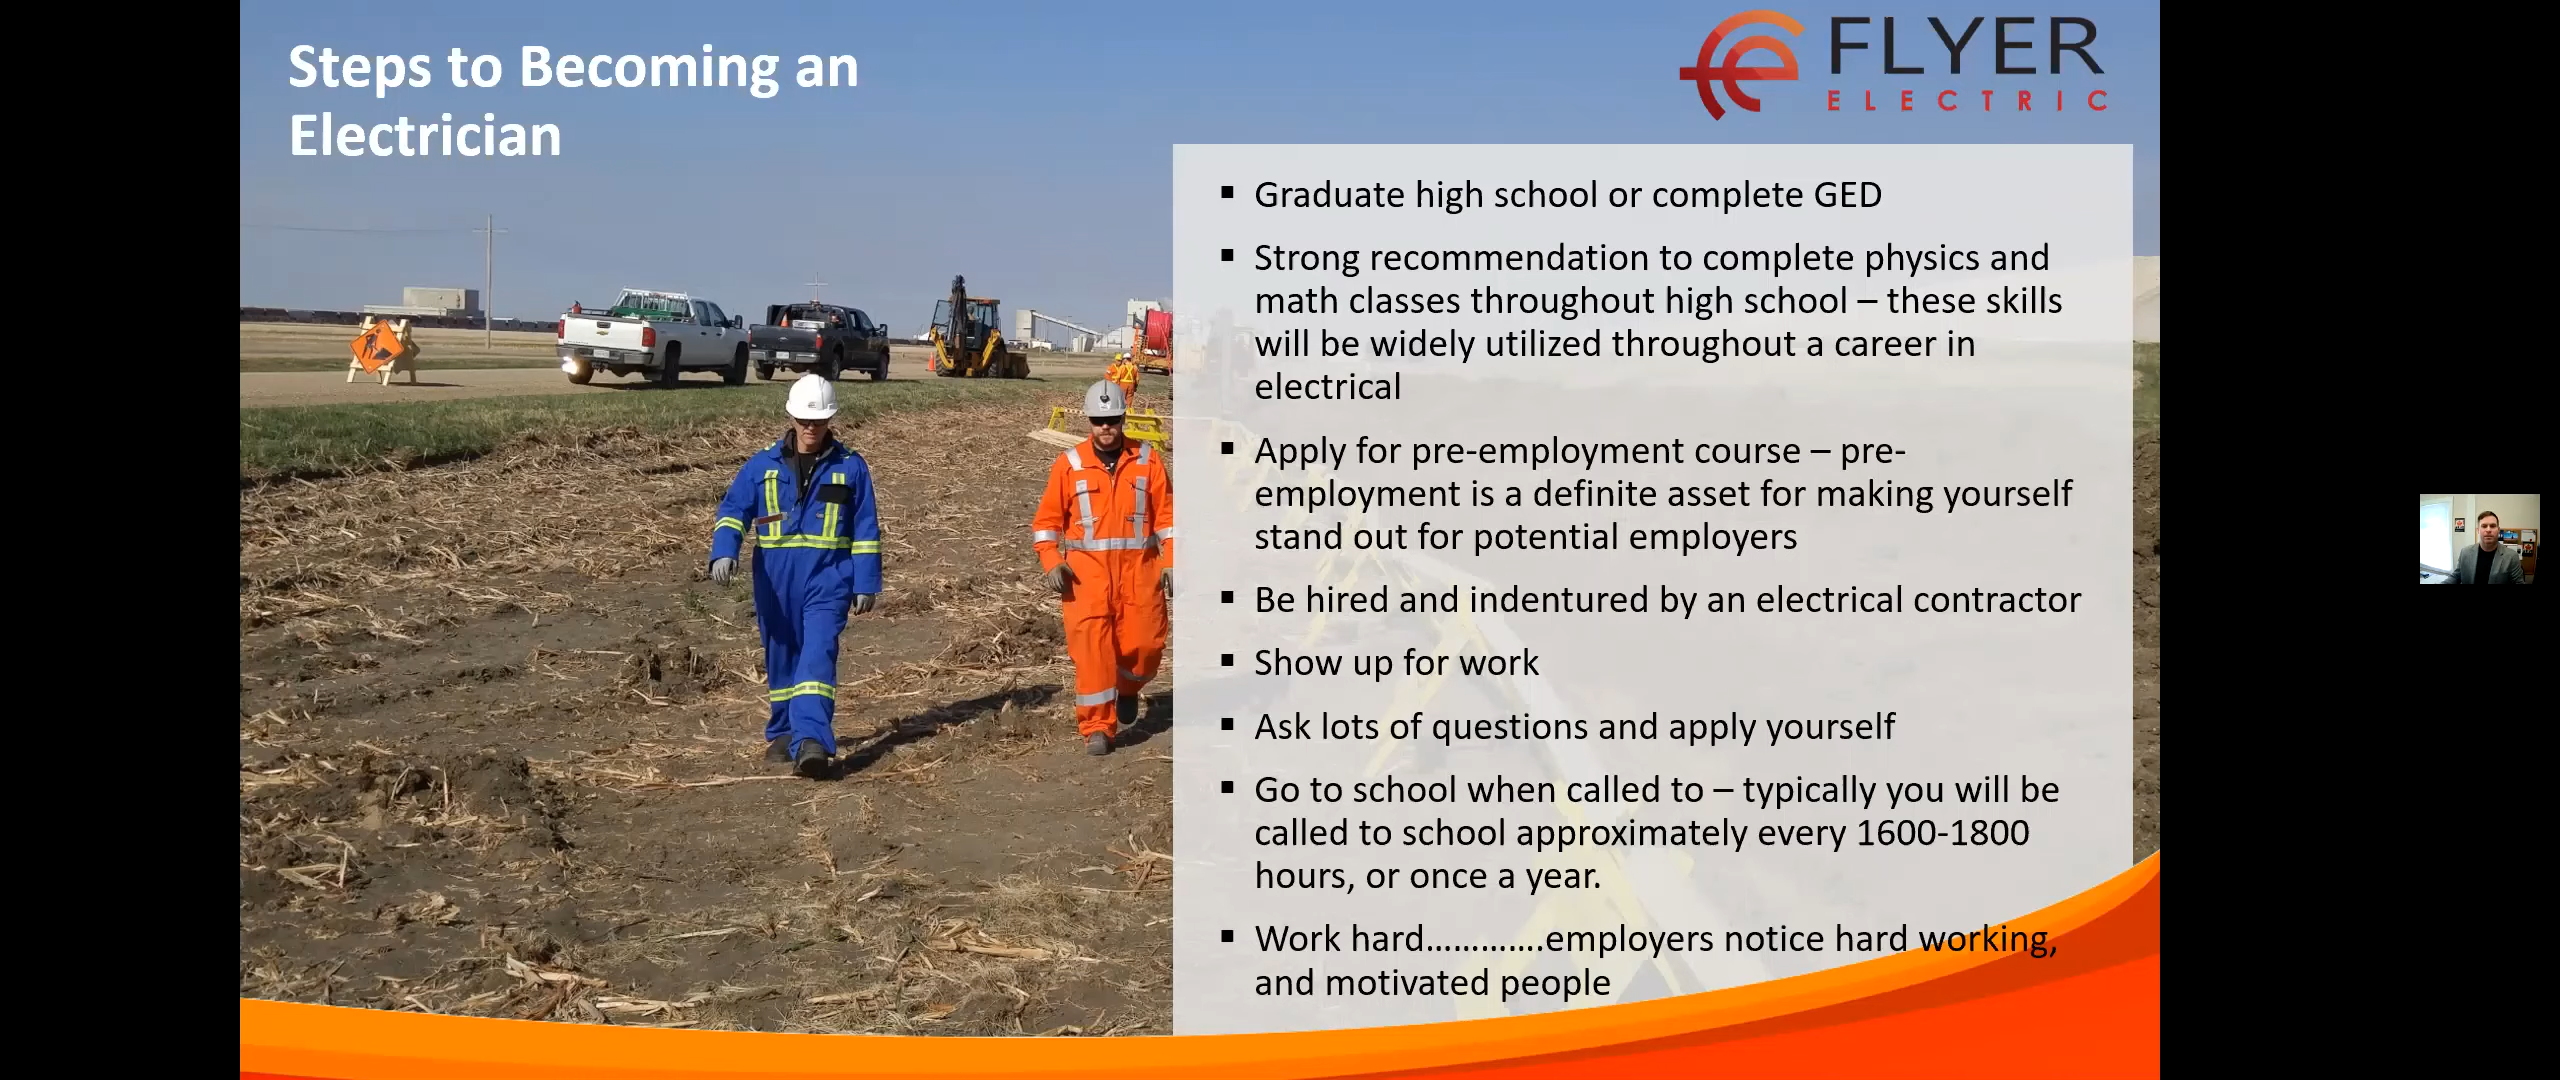 Steps to Becoming an
Electrician
FLYER
ELECTRIC
▪ Graduate high school or complete GED
▪ Strong recommendation to complete physics and
math classes throughout high school – these skills
will be widely utilized throughout a career in
electrical
▪ Apply for pre-employment course – pre-
employment is a definite asset for making yourself
stand out for potential employers
▪ Be hired and indentured by an electrical contractor
▪ Show up for work
▪ Ask lots of questions and apply yourself
▪ Go to school when called to – typically you will be
called to school approximately every 1600-1800
hours, or once a year.
▪ Work hard………….employers notice hard working,
and motivated people